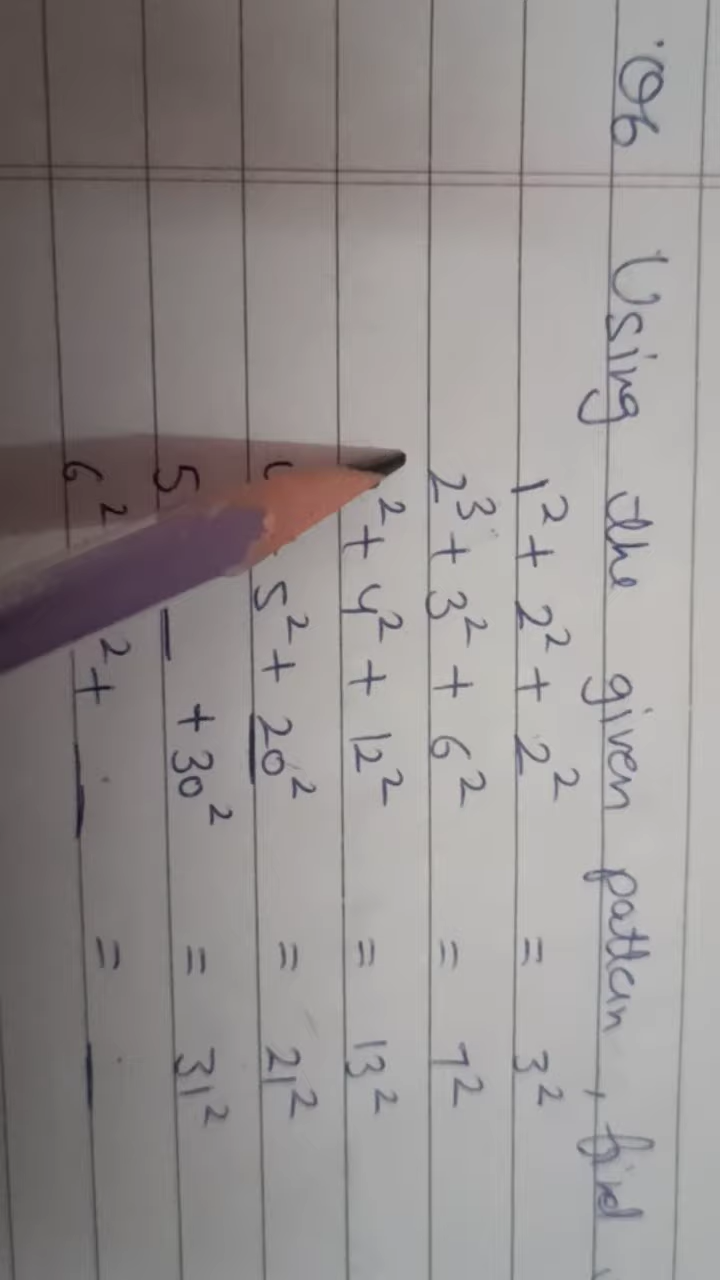 Q6 Using the given pattern, find
1² + 2² + 2² = 3²
2³ + 3² + 6² = 7²
² + 4² + 12² = 13²
5² + 20² = 21²
5 _ + 30² = 31²
6² ² + _ = _